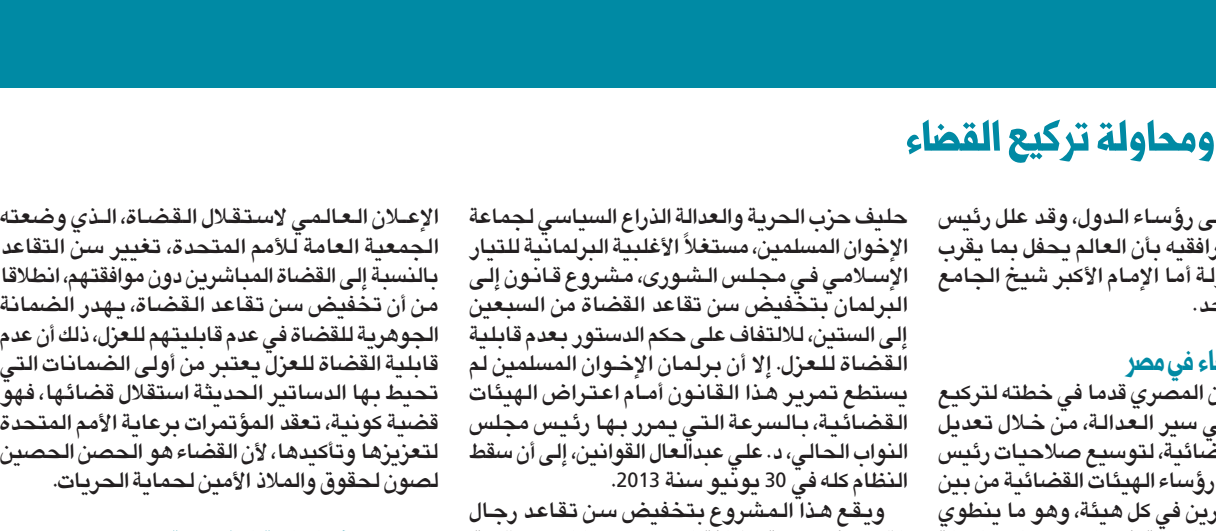 ومحاولة تركيع القضاء
ى رؤساء الدول، وقد علل رئيس
رافقيه بأن العالم يحفل بما يقرب
ولة أما الإمام الأكبر شيخ الجامع
حد.
اء في مصر
ن المصري قدما في خطته لتركيع
ي سير العدالة، من خلال تعديل
ضائية، لتوسيع صلاحيات رئيس
رؤساء الهيئات القضائية من بين
رين في كل هيئة، وهو ما ينطوي
حليف حزب الحرية والعدالة الذراع السياسي لجماعة
الإخوان المسلمين، مستغلاً الأغلبية البرلمانية للتيار
الإسلامي في مجلس الشورى، مشروع قانون إلى
البرلمان بتخفيض سن تقاعد القضاة من السبعين
إلى الستين، للالتفاف على حكم الدستور بعدم قابلية
القضاة للعزل. إلا أن برلمان الإخوان المسلمين لم
يستطع تمرير هذا القانون أمام اعتراض الهيئات
القضائية، بالسرعة التي يمرر بها رئيس مجلس
النواب الحالي، د. علي عبدالعال القوانين، إلى أن سقط
النظام كله في 30 يونيو سنة 2013.
ويقع هذا المشروع بتخفيض سن تقاعد رجال
الإعلان العالمي لاستقلال القضاة، الذي وضعته
الجمعية العامة للأمم المتحدة، تغيير سن التقاعد
بالنسبة إلى القضاة المباشرين دون موافقتهم، انطلاقا
من أن تخفيض سن تقاعد القضاة، يهدر الضمانة
الجوهرية للقضاة في عدم قابليتهم للعزل، ذلك أن عدم
قابلية القضاة للعزل يعتبر من أولى الضمانات التي
تحيط بها الدساتير الحديثة استقلال قضائها، فهو
قضية كونية، تعقد المؤتمرات برعاية الأمم المتحدة
لتعزيزها وتأكيدها، لأن القضاء هو الحصن الحصين
لصون لحقوق والملاذ الأمين لحماية الحريات.